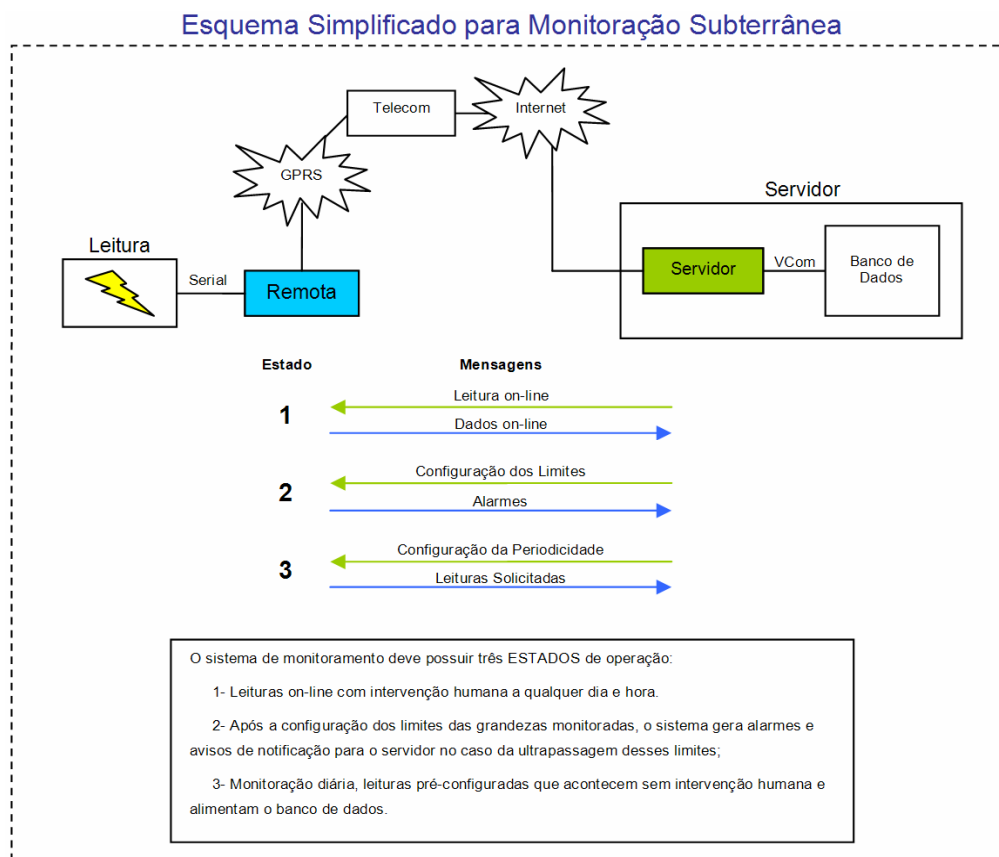 Esquema Simplificado para Monitoração Subterrânea
Telecom
Internet
GPRS
Servidor
Leitura
Serial
Remota
Servidor
VCom
Banco de
Dados
Estado
Mensagens
1
Leitura on-line
Dados on-line
2
Configuração dos Limites
Alarmes
3
Configuração da Periodicidade
Leituras Solicitadas
O sistema de monitoramento deve possuir três ESTADOS de operação:
1- Leituras on-line com intervenção humana a qualquer dia e hora.
2- Após a configuração dos limites das grandezas monitoradas, o sistema gera alarmes e
avisos de notificação para o servidor no caso da ultrapassagem desses limites;
3- Monitoração diária, leituras pré-configuradas que acontecem sem intervenção humana e
alimentam o banco de dados.